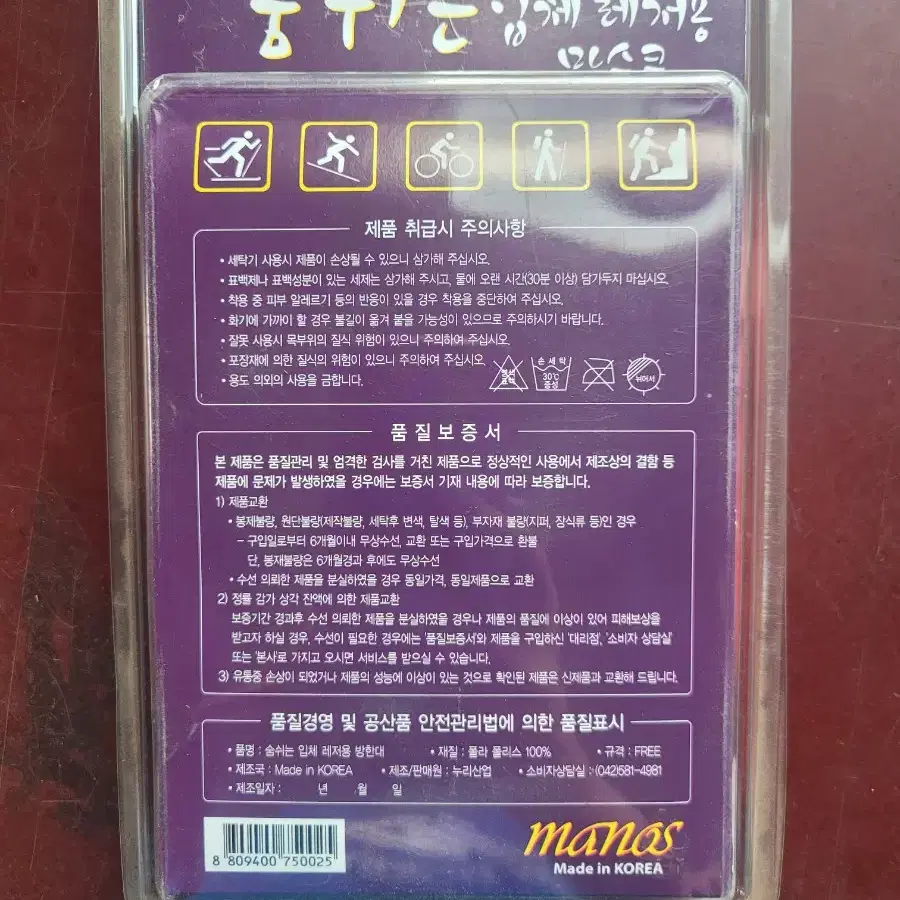 숨쉬는 입체 레저용
마스크
제품 취급시 주의사항
• 세탁기 사용시 제품이 손상될 수 있으니 삼가해 주십시오.
• 표백제나 표백성분이 있는 세제는 삼가해 주시고, 물에 오랜 시간(30분 이상) 담가두지 마십시오.
• 착용 중 피부 알레르기 등의 반응이 있을 경우 착용을 중단하여 주십시오.
• 화기에 가까이 할 경우 불길이 옮겨 붙을 가능성이 있으므로 주의하시기 바랍니다.
• 잘못 사용시 목부위의 질식 위험이 있으니 주의하여 주십시오.
• 포장재에 의한 질식의 위험이 있으니 주의하여 주십시오.
• 용도 의외의 사용을 금합니다.
손세탁
30℃
중성
뉘어서
품질보증서
본 제품은 품질관리 및 엄격한 검사를 거친 제품으로 정상적인 사용에서 제조상의 결함 등
제품에 문제가 발생하였을 경우에는 보증서 기재 내용에 따라 보증합니다.
1) 제품교환
• 봉제불량, 원단불량(제작불량, 세탁후 변색, 탈색 등), 부자재 불량(지퍼, 장식류 등)인 경우
- 구입일로부터 6개월이내 무상수선, 교환 또는 구입가격으로 환불
단, 봉재불량은 6개월경과 후에도 무상수선
• 수선 의뢰한 제품을 분실하였을 경우 동일가격, 동일제품으로 교환
2) 정률 감가 상각 잔액에 의한 제품교환
보증기간 경과후 수선 의뢰한 제품을 분실하였을 경우나 제품의 품질에 이상이 있어 피해보상을
받고자 하실 경우, 수선이 필요한 경우에는 '품질보증서'와 제품을 구입하신 '대리점', '소비자 상담실'
또는 '본사'로 가지고 오시면 서비스를 받으실 수 있습니다.
3) 유통중 손상이 되었거나 제품의 성능에 이상이 있는 것으로 확인된 제품은 신제품과 교환해 드립니다.
품질경영 및 공산품 안전관리법에 의한 품질표시
• 품명 : 숨쉬는 입체 레저용 방한대 • 재질 : 폴라 폴리스 100% • 규격 : FREE
• 제조국 : Made in KOREA • 제조/판매원 : 누리산업 • 소비자상담실 : (042)581-4981
• 제조일자 : 년 월 일
8 809400 750025
manos
Made in KOREA